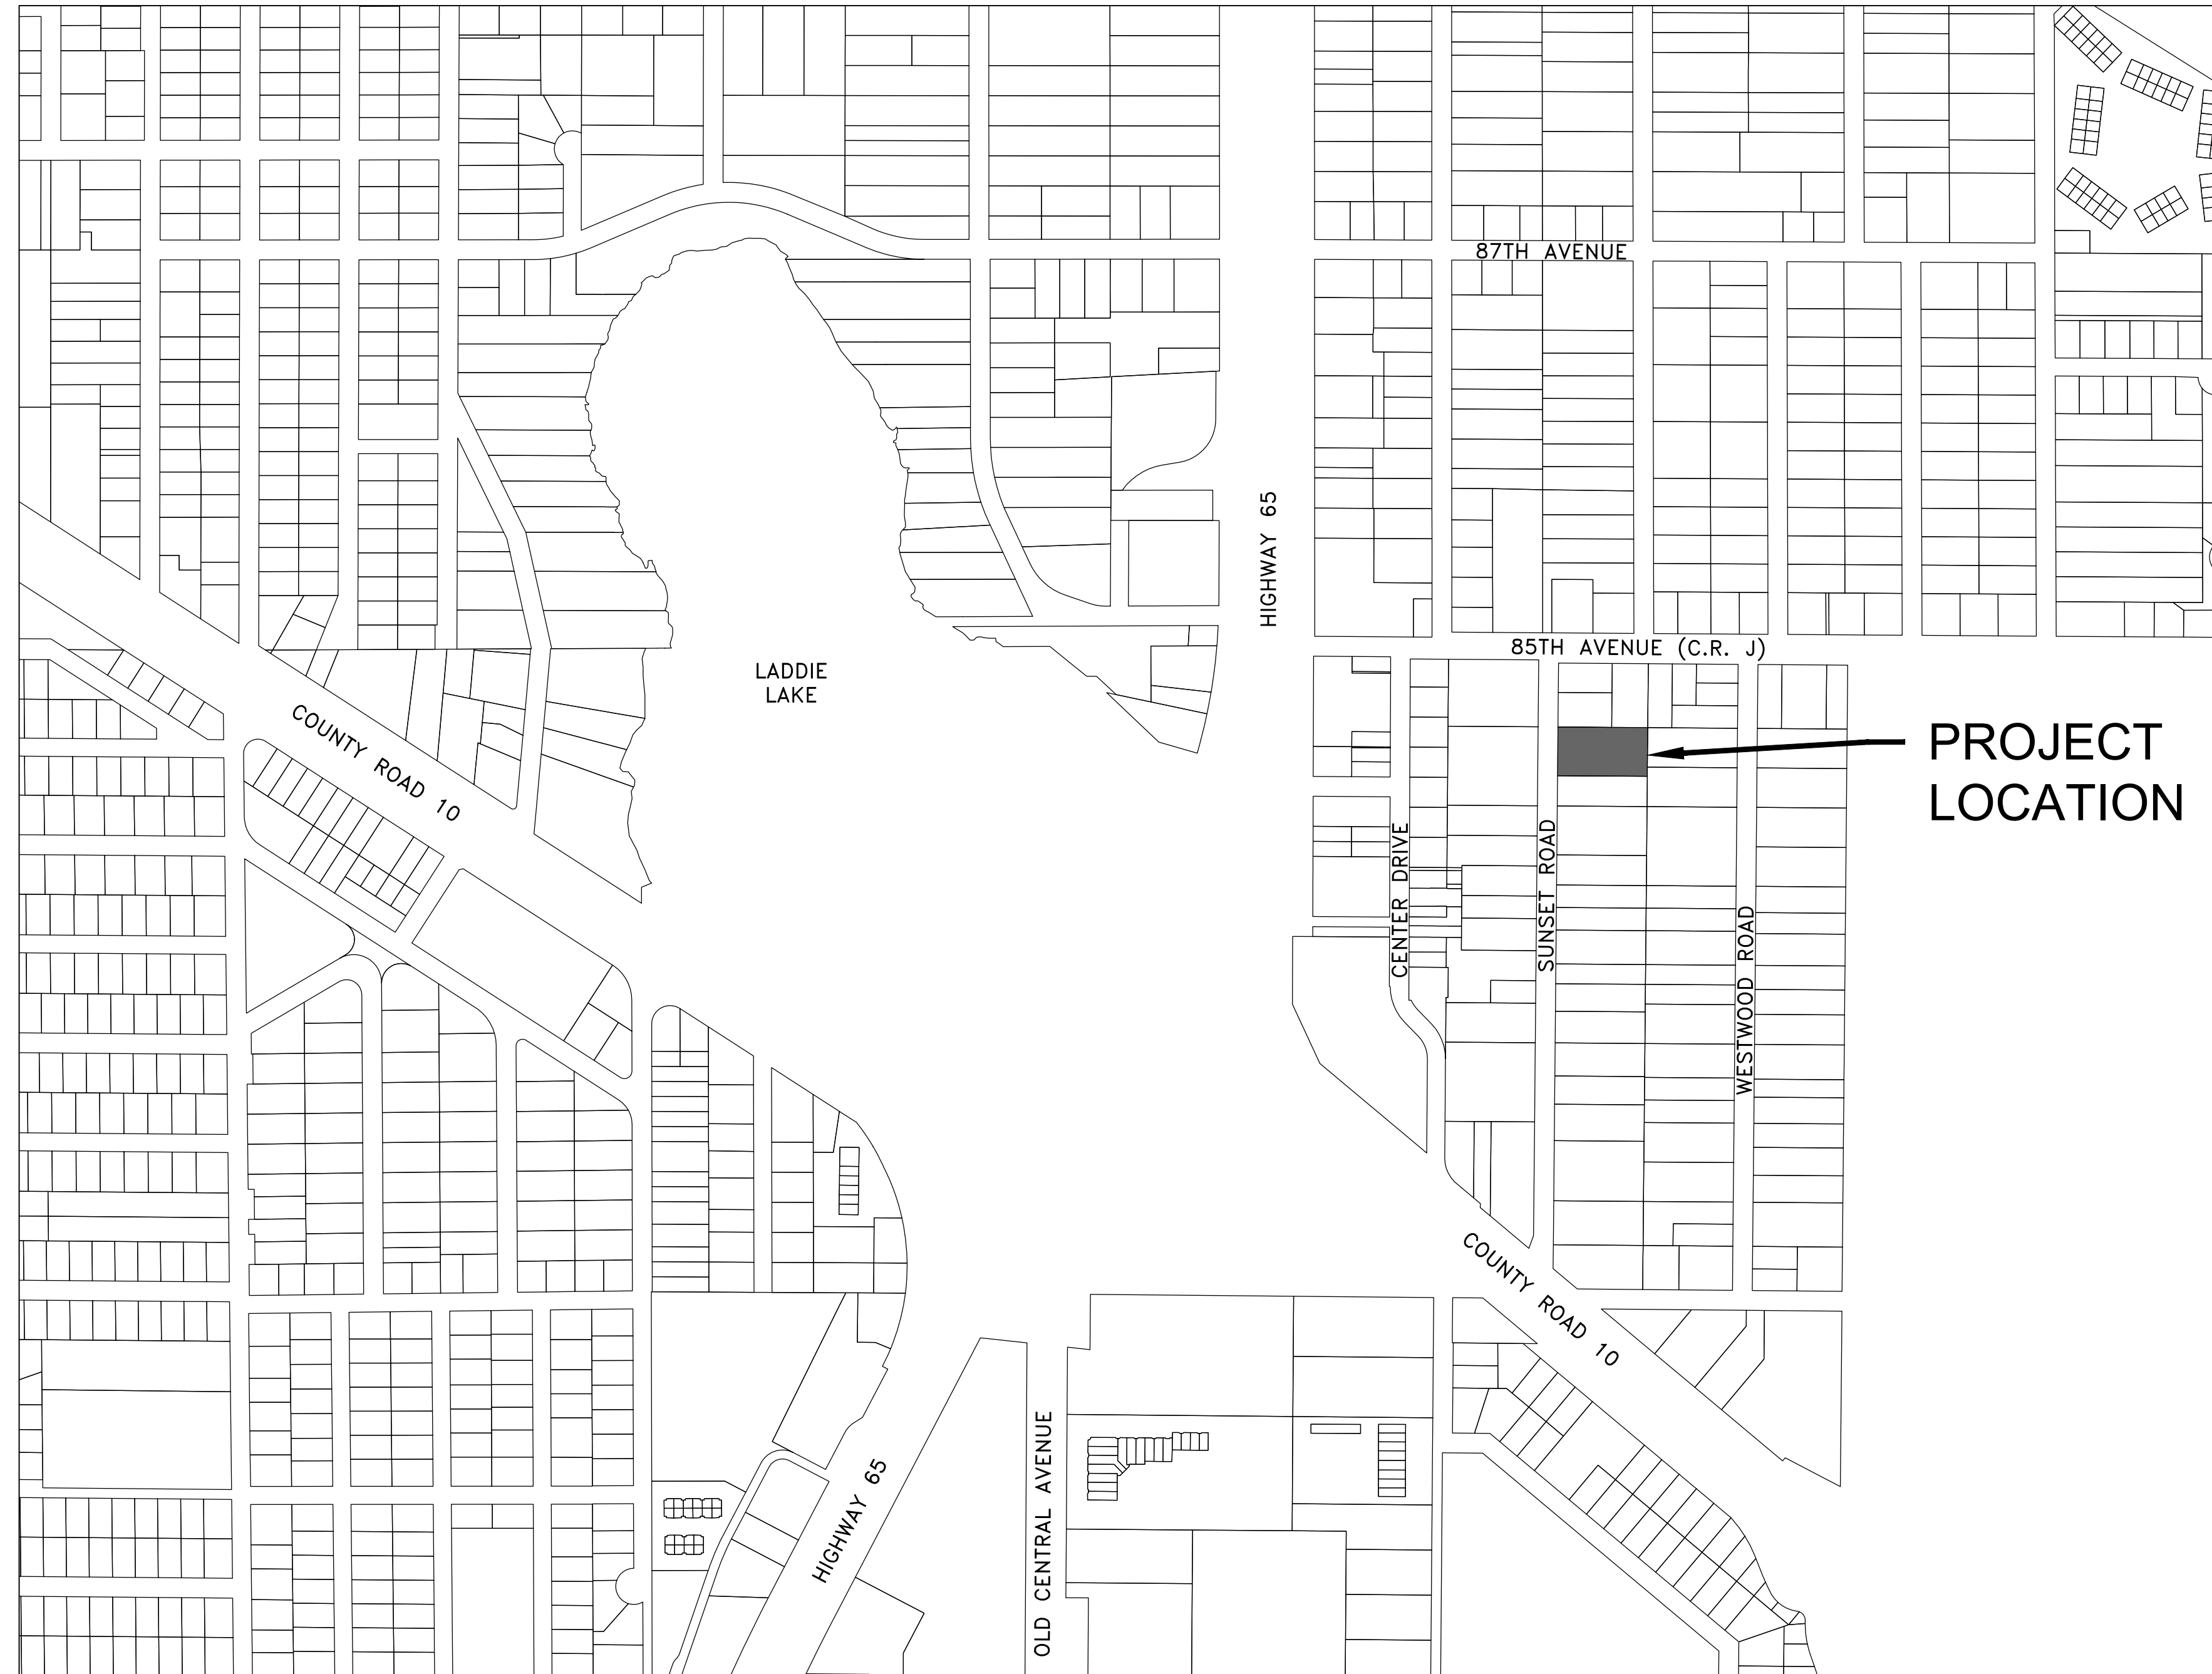 87TH AVENUE
HIGHWAY 65
85TH AVENUE (C.R. J)
LADDIE
LAKE
COUNTY ROAD 10
PROJECT
LOCATION
CENTER DRIVE
SUNSET ROAD
WESTWOOD ROAD
COUNTY ROAD 10
HIGHWAY 65
OLD CENTRAL AVENUE